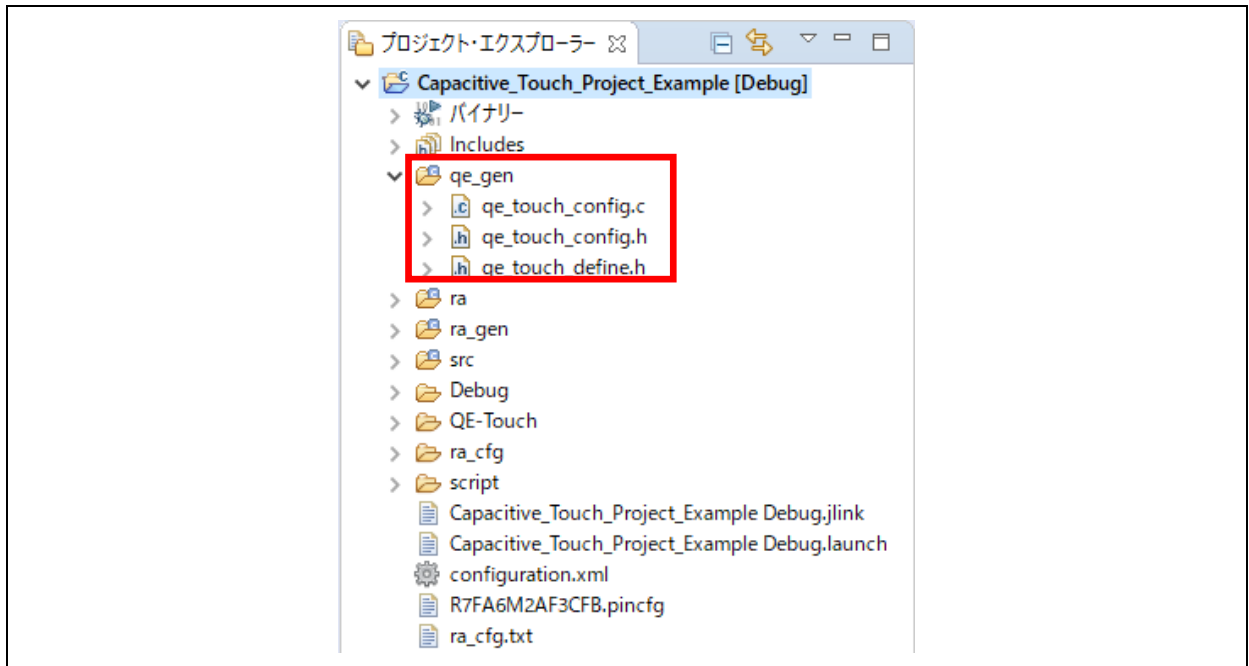 プロジェクト・エクスプローラー
Capacitive_Touch_Project_Example [Debug]
バイナリー
Includes
qe_gen
qe_touch_config.c
qe_touch_config.h
qe_touch_define.h
ra
ra_gen
src
Debug
QE-Touch
ra_cfg
script
Capacitive_Touch_Project_Example Debug.jlink
Capacitive_Touch_Project_Example Debug.launch
configuration.xml
R7FA6M2AF3CFB.pincfg
ra_cfg.txt